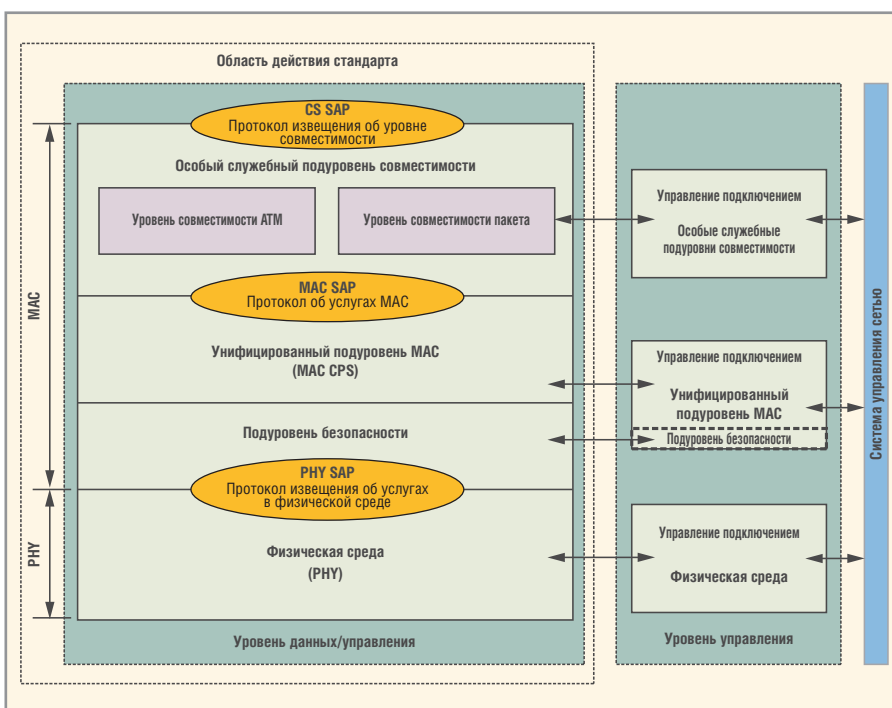 Область действия стандарта
CS SAP
Протокол извещения об уровне
совместимости
Особый служебный подуровень совместимости
Уровень совместимости ATM
Уровень совместимости пакета
MAC SAP
Протокол об услугах MAC
Унифицированный подуровень MAC
(MAC CPS)
Подуровень безопасности
PHY SAP
Протокол извещения об услугах
в физической среде
Физическая среда
(PHY)
Уровень данных/управления
MAC
PHY
Управление подключением
Особые служебные
подуровни совместимости
Управление подключением
Унифицированный
подуровень MAC
Подуровень безопасности
Управление подключением
Физическая среда
Уровень управления
Система управления сетью